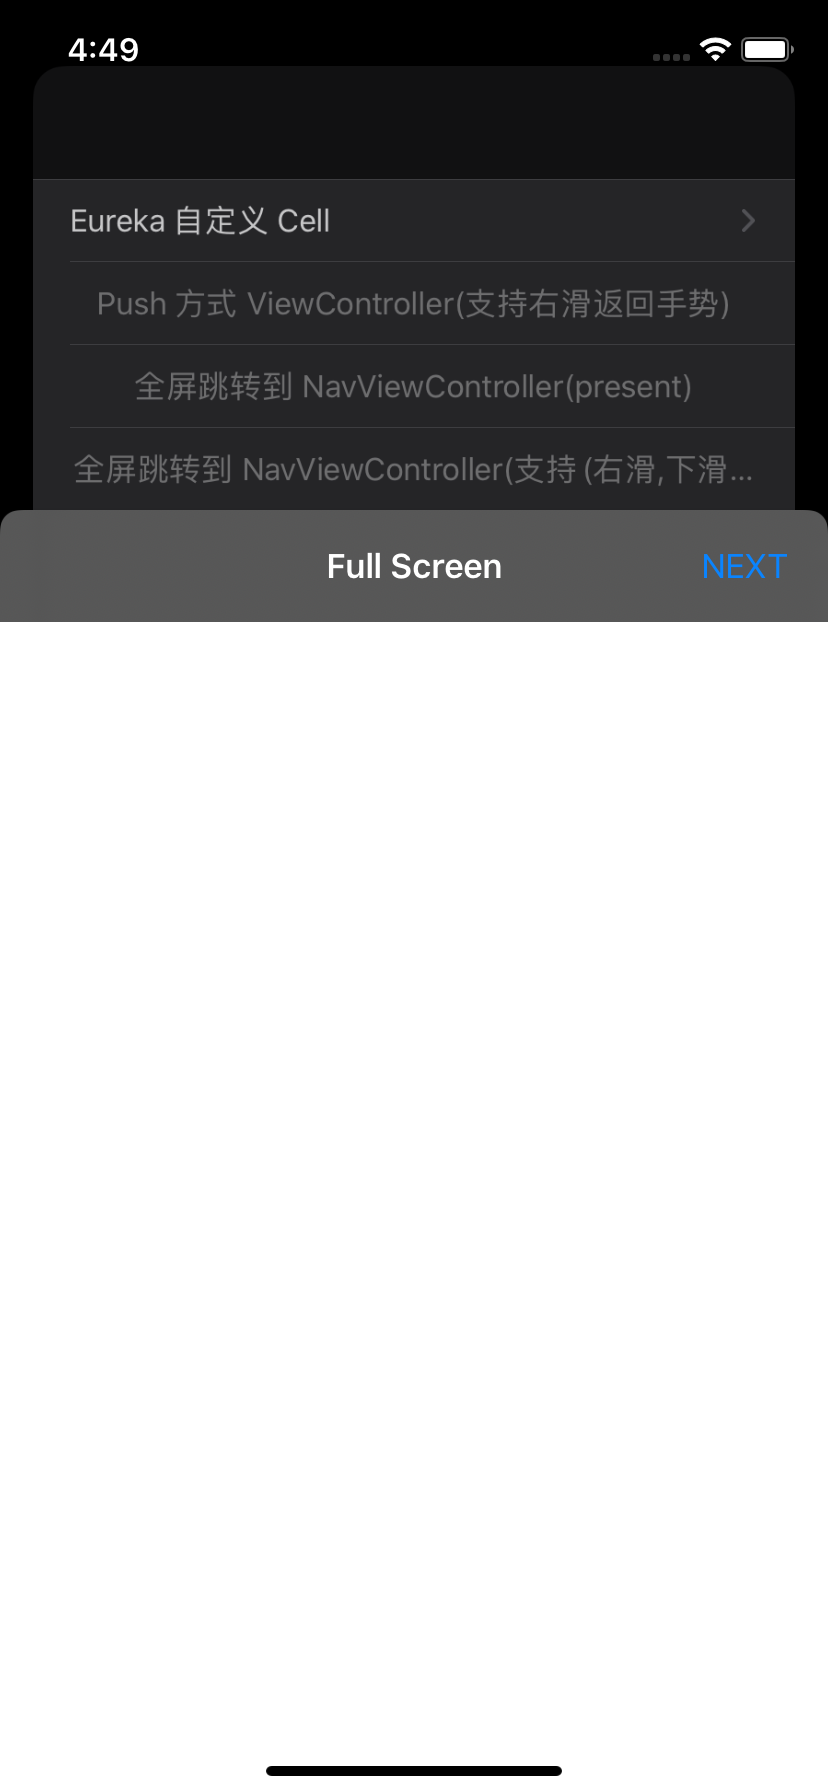 4:49
Eureka 自定义 Cell
Push 方式 ViewController(支持右滑返回手势)
全屏跳转到 NavViewController(present)
全屏跳转到 NavViewController(支持 (右滑,下滑...
Full Screen
NEXT